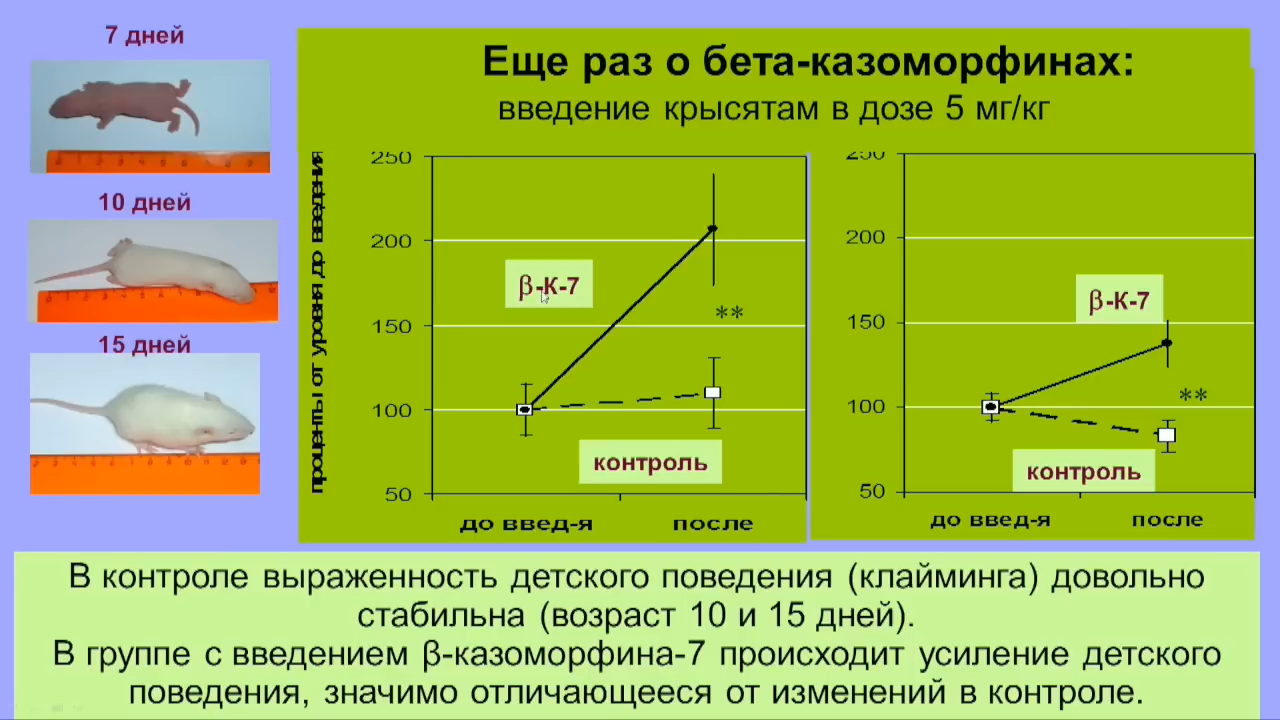 7 дней
10 дней
15 дней
Еще раз о бета-казоморфинах:
введение крысятам в дозе 5 мг/кг
проценты от уровня до введения
250
200
150
100
50
β-К-7
**
контроль
до введ-я после
250
200
150
100
50
β-К-7
**
контроль
до введ-я после
В контроле выраженность детского поведения (клайминга) довольно
стабильна (возраст 10 и 15 дней).
В группе с введением β-казоморфина-7 происходит усиление детского
поведения, значимо отличающееся от изменений в контроле.